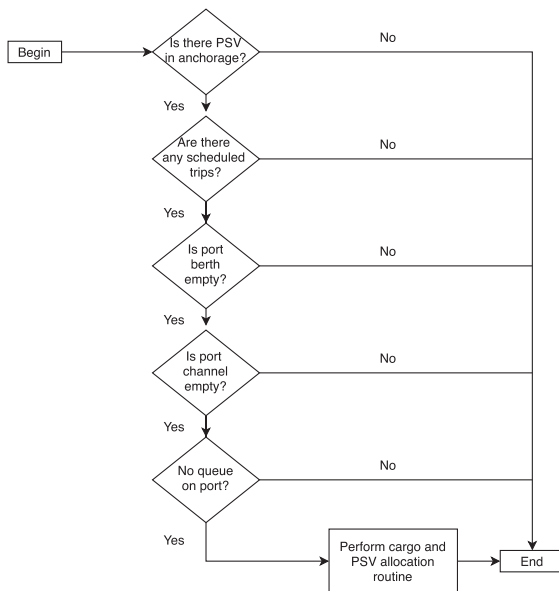 Is there PSV
in anchorage?
No
Begin
Yes
Are there
any scheduled
trips?
No
Yes
Is port
berth
empty?
No
Yes
Is port
channel
empty?
No
Yes
No queue
on port?
No
Yes
Perform cargo and
PSV allocation
routine
End